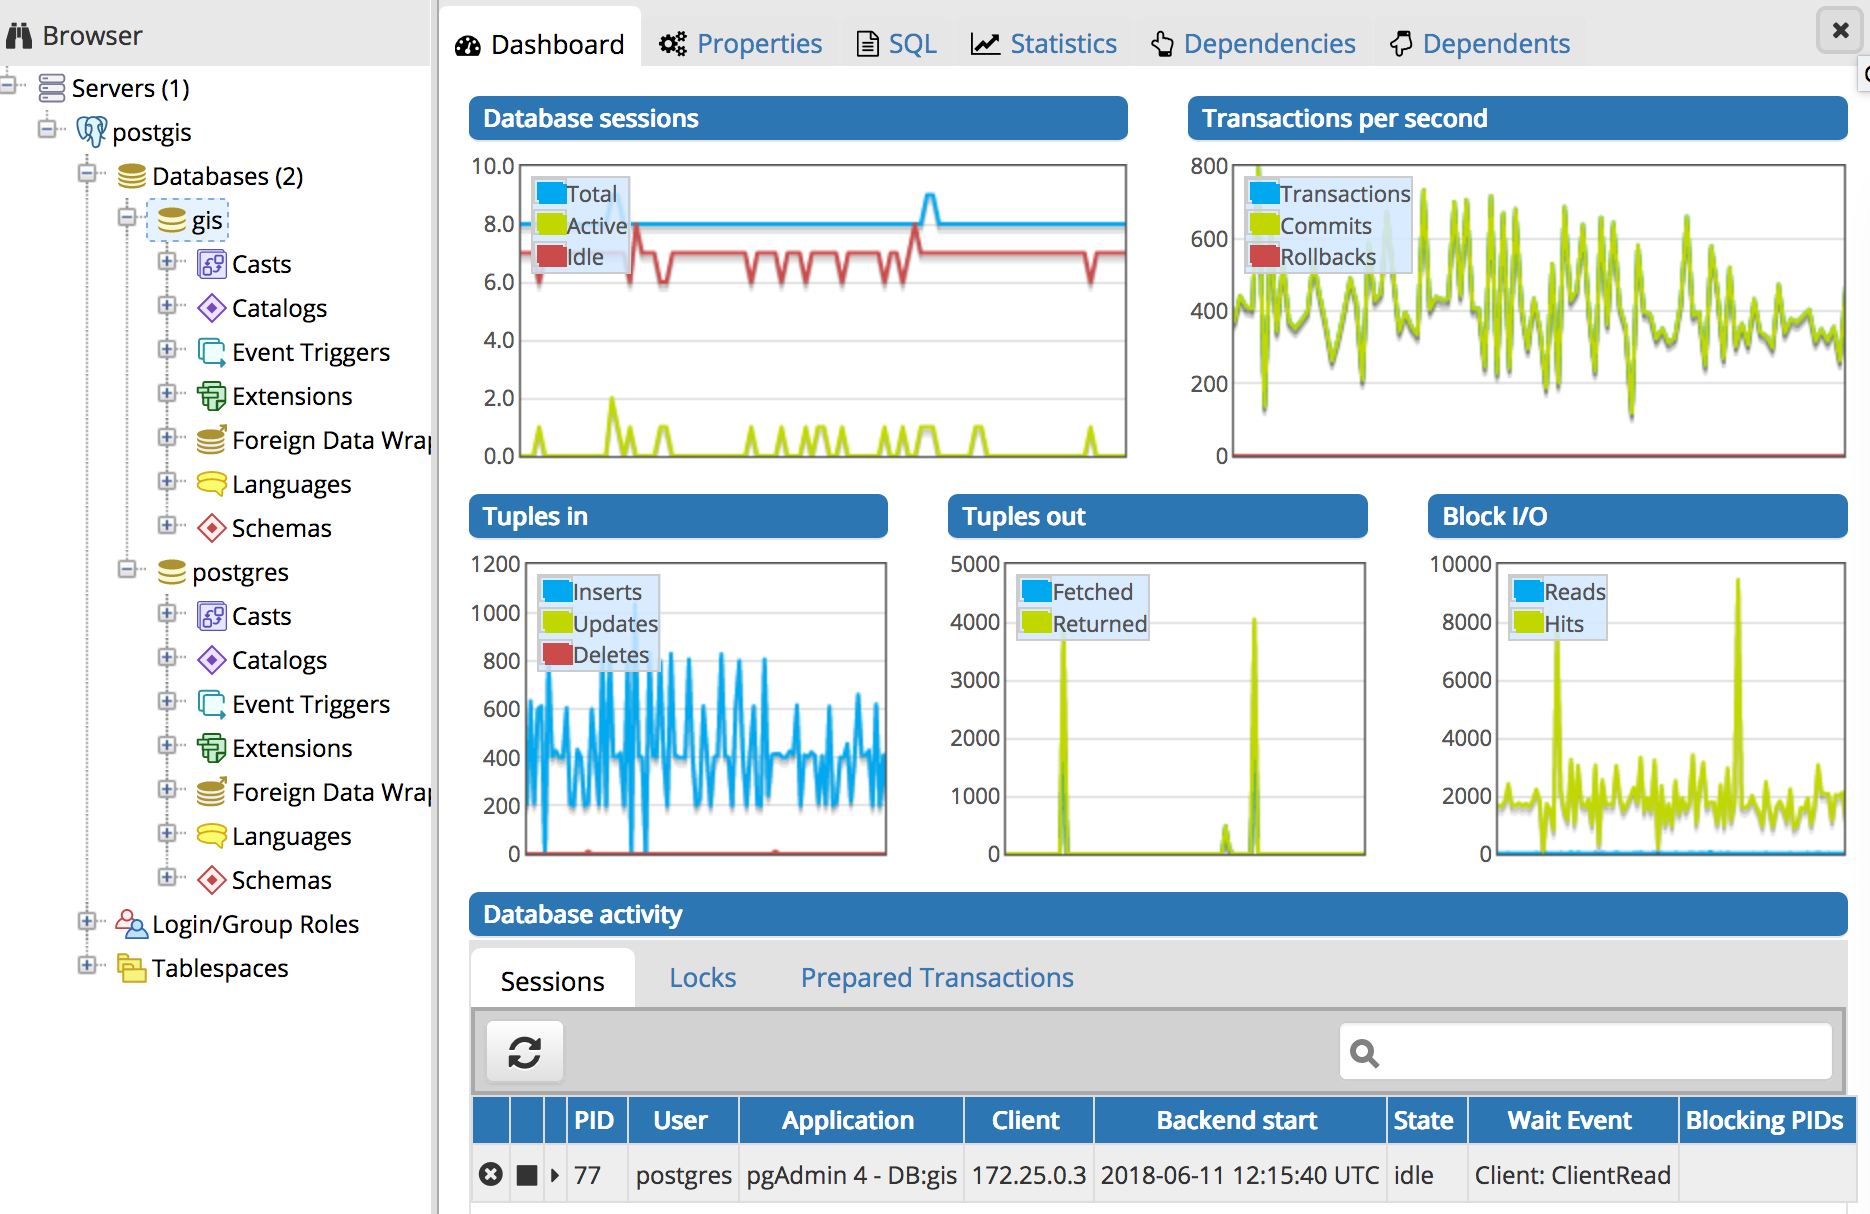 Browser
Servers (1)
postgis
Databases (2)
gis
Casts
Catalogs
Event Triggers
Extensions
Foreign Data Wrap
Languages
Schemas
postgres
Casts
Catalogs
Event Triggers
Extensions
Foreign Data Wrap
Languages
Schemas
Login/Group Roles
Tablespaces
Dashboard Properties SQL Statistics Dependencies Dependents
Database sessions
10.0
8.0
6.0
4.0
2.0
0.0
Total
Active
Idle
Transactions per second
800
600
400
200
0
Transactions
Commits
Rollbacks
Tuples in
1200
1000
800
600
400
200
0
Inserts
Updates
Deletes
Tuples out
5000
4000
3000
2000
1000
0
Fetched
Returned
Block I/O
10000
8000
6000
4000
2000
0
Reads
Hits
Database activity
Sessions Locks Prepared Transactions
PID User Application Client Backend start State Wait Event Blocking PIDs
77 postgres pgAdmin 4 - DB:gis 172.25.0.3 2018-06-11 12:15:40 UTC idle Client: ClientRead